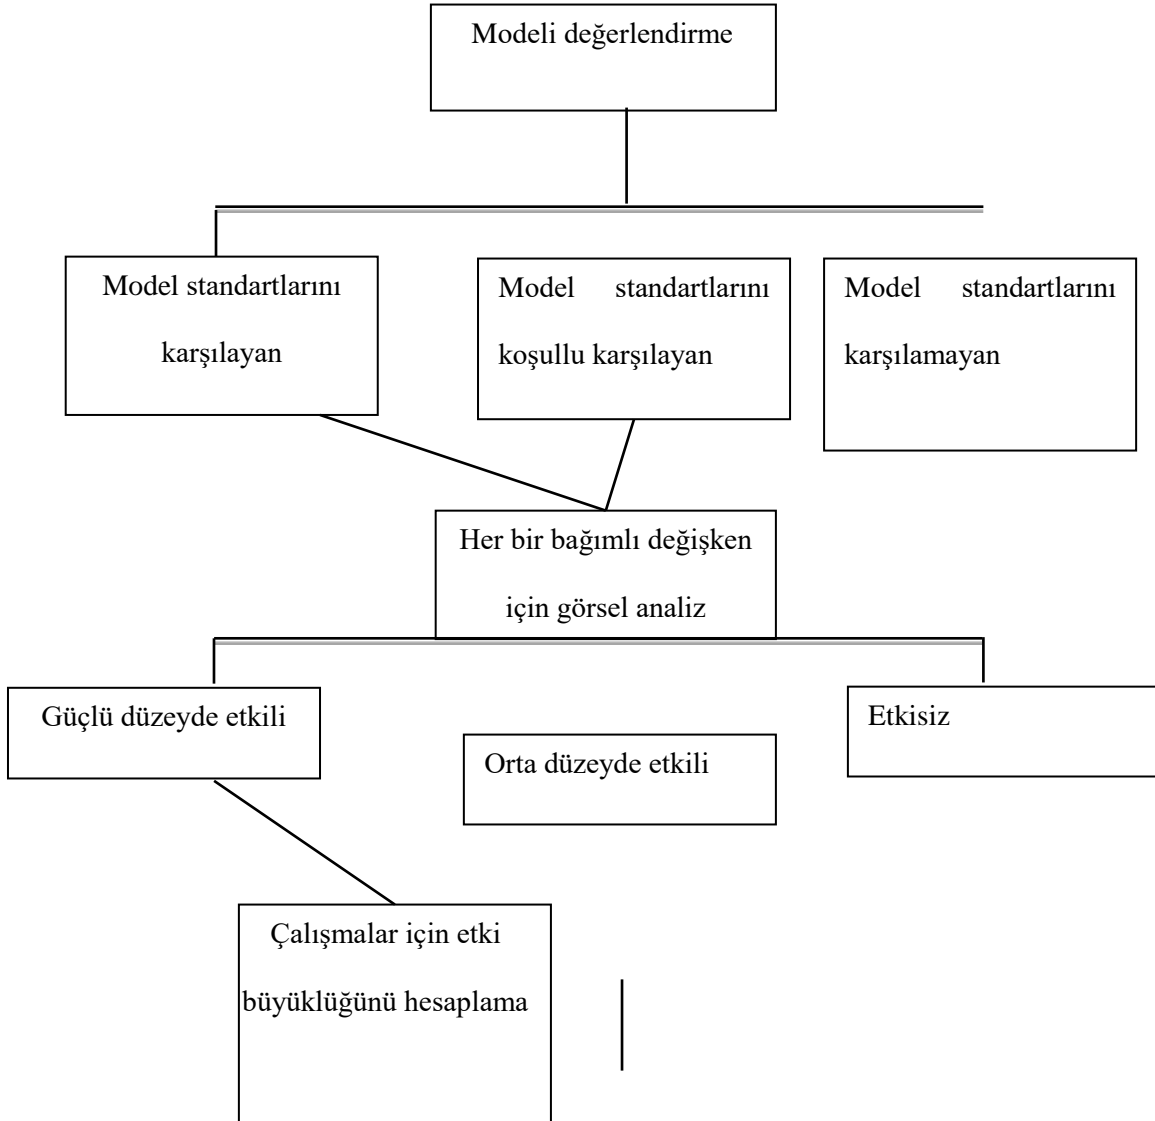 Modeli değerlendirme
Model standartlarını
karşılayan
Model standartlarını
koşullu karşılayan
Model standartlarını
karşılamayan
Her bir bağımlı değişken
için görsel analiz
Güçlü düzeyde etkili
Orta düzeyde etkili
Etkisiz
Çalışmalar için etki
büyüklüğünü hesaplama